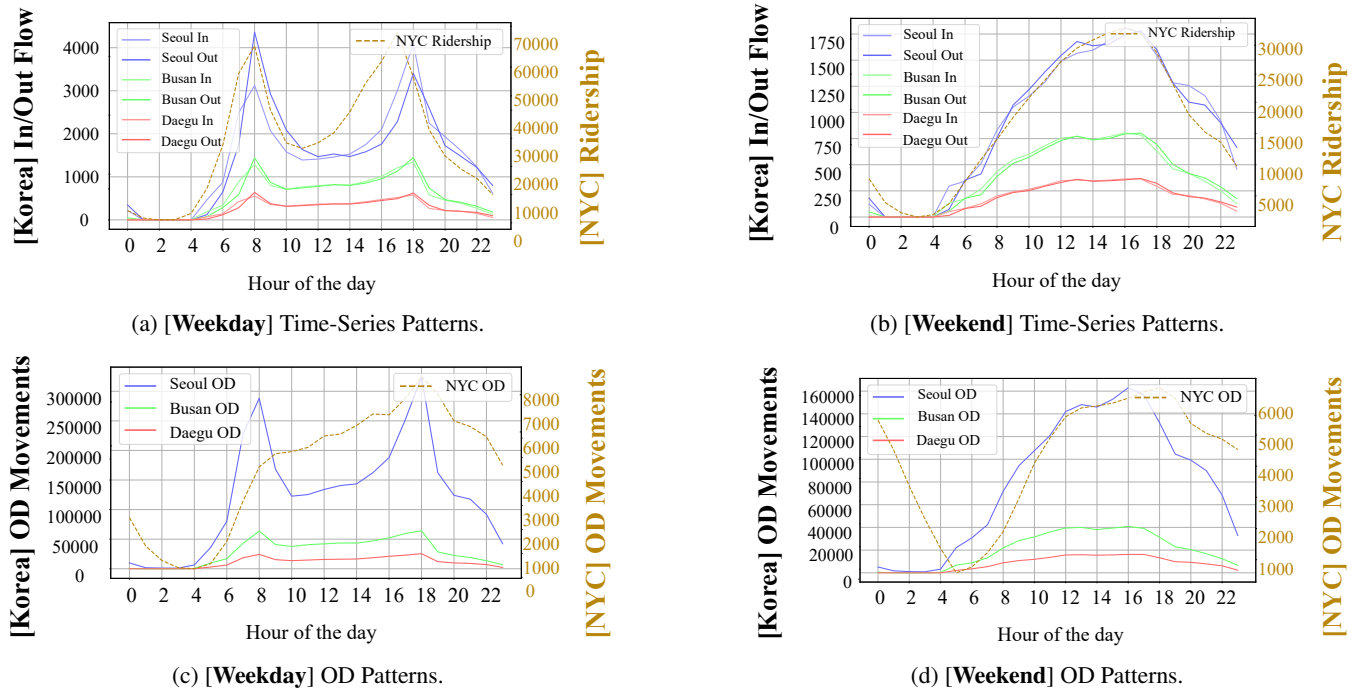 [Korea] In/Out Flow
4000
3000
2000
1000
0
Seoul In
Seoul Out
Busan In
Busan Out
Daegu In
Daegu Out
NYC Ridership
70000
60000
50000
40000
30000
20000
10000
0
[NYC] Ridership
0 2 4 6 8 10 12 14 16 18 20 22
Hour of the day
(a) [Weekday] Time-Series Patterns.
[Korea] In/Out Flow
1750
1500
1250
1000
750
500
250
0
Seoul In
Seoul Out
Busan In
Busan Out
Daegu In
Daegu Out
NYC Ridership
30000
25000
20000
15000
10000
5000
NYC Ridership
0 2 4 6 8 10 12 14 16 18 20 22
Hour of the day
(b) [Weekend] Time-Series Patterns.
[Korea] OD Movements
300000
250000
200000
150000
100000
50000
0
Seoul OD
Busan OD
Daegu OD
NYC OD
8000
7000
6000
5000
4000
3000
2000
1000
[NYC] OD Movements
0 2 4 6 8 10 12 14 16 18 20 22
Hour of the day
(c) [Weekday] OD Patterns.
[Korea] OD Movements
160000
140000
120000
100000
80000
60000
40000
20000
0
Seoul OD
Busan OD
Daegu OD
NYC OD
6000
5000
4000
3000
2000
1000
[NYC] OD Movements
0 2 4 6 8 10 12 14 16 18 20 22
Hour of the day
(d) [Weekend] OD Patterns.